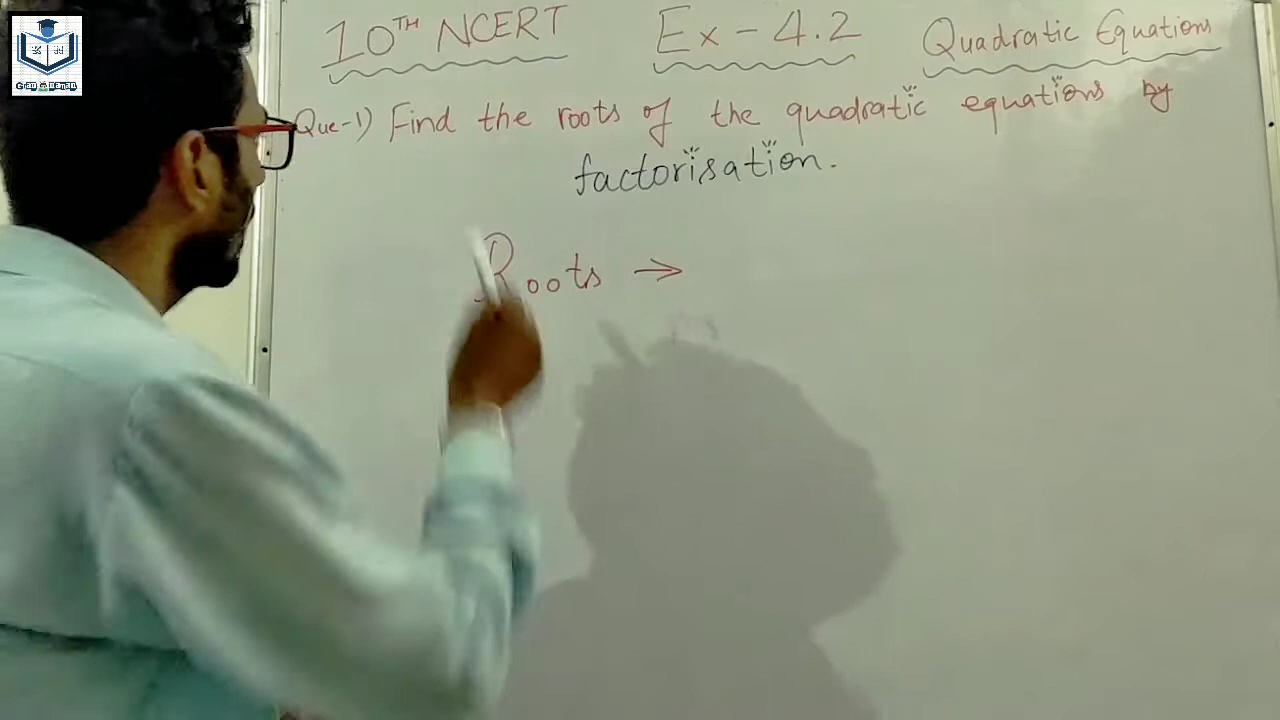 10TH NCERT Ex-4.2 Quadratic Equations
Que-1) Find the roots of the quadratic equations by
factorisation.
Roots →